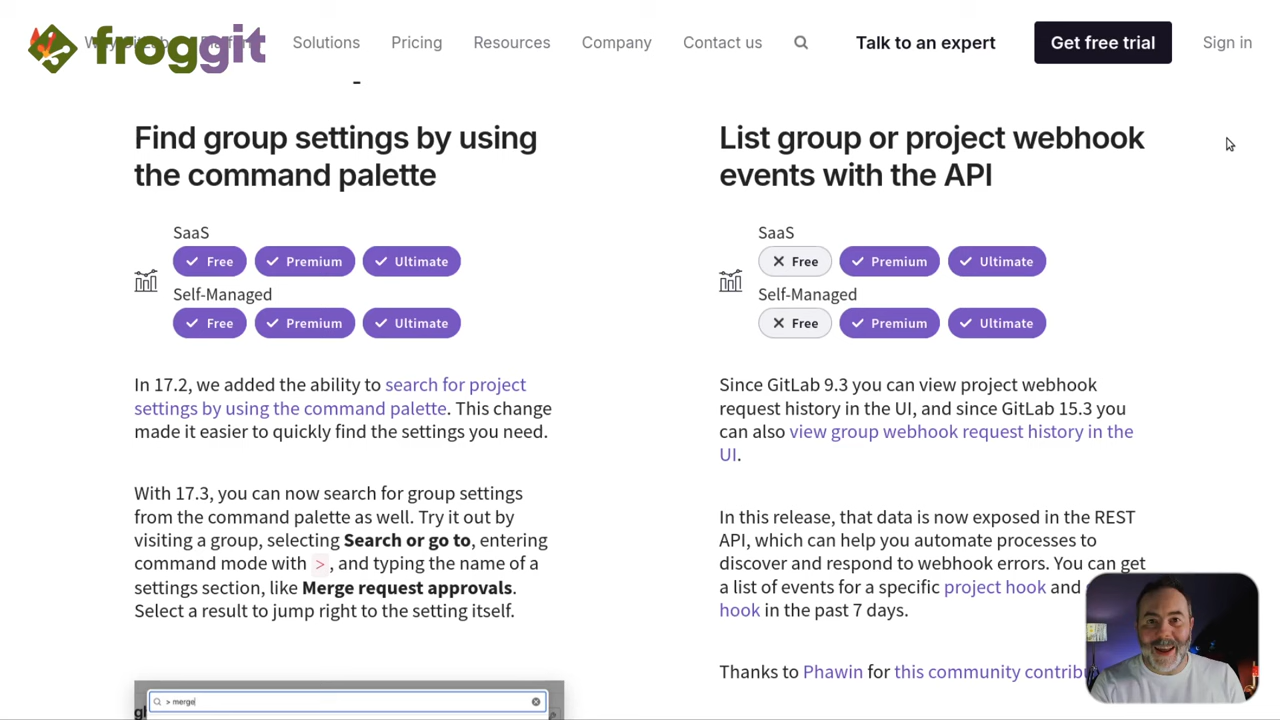 froggit
Solutions
Pricing
Resources
Company
Contact us
Talk to an expert
Get free trial
Sign in
Find group settings by using
the command palette
SaaS
Free Premium Ultimate
Self-Managed
Free Premium Ultimate
In 17.2, we added the ability to search for project
settings by using the command palette. This change
made it easier to quickly find the settings you need.
With 17.3, you can now search for group settings
from the command palette as well. Try it out by
visiting a group, selecting Search or go to, entering
command mode with >, and typing the name of a
settings section, like Merge request approvals.
Select a result to jump right to the setting itself.
> merge
List group or project webhook
events with the API
SaaS
Free Premium Ultimate
Self-Managed
Free Premium Ultimate
Since GitLab 9.3 you can view project webhook
request history in the UI, and since GitLab 15.3 you
can also view group webhook request history in the
UI.
In this release, that data is now exposed in the REST
API, which can help you automate processes to
discover and respond to webhook errors. You can get
a list of events for a specific project hook and
hook in the past 7 days.
Thanks to Phawin for this community